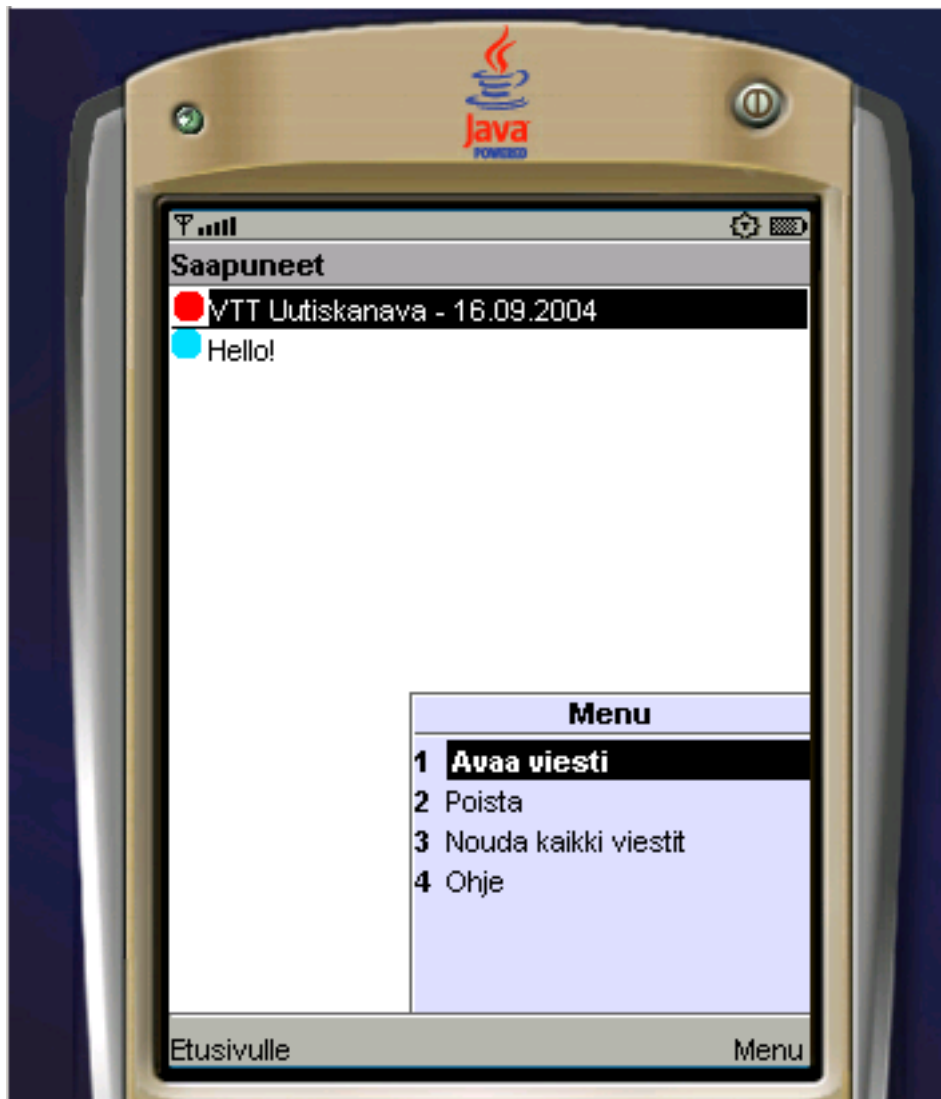 Java
POWERED
Saapuneet
VTT Uutiskanava - 16.09.2004
Hello!
Menu
1 Avaa viesti
2 Poista
3 Nouda kaikki viestit
4 Ohje
Etusivulle
Menu